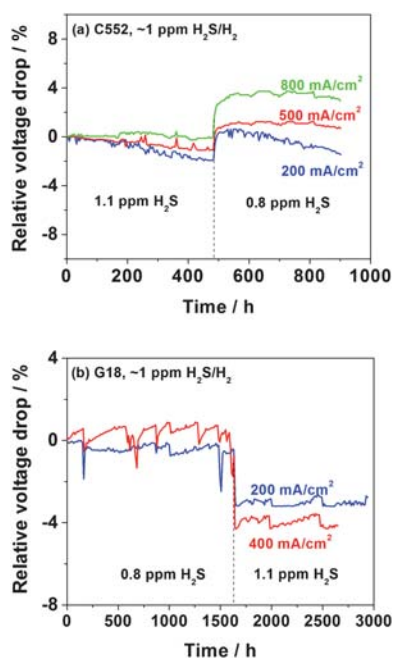 (a) C552, ~1 ppm H₂S/H₂
Relative voltage drop / %
8
4
0
-4
-8
800 mA/cm²
500 mA/cm²
200 mA/cm²
1.1 ppm H₂S
0.8 ppm H₂S
0
200
400
600
800
1000
Time / h
(b) G18, ~1 ppm H₂S/H₂
Relative voltage drop / %
4
0
-4
-8
200 mA/cm²
400 mA/cm²
0.8 ppm H₂S
1.1 ppm H₂S
0
500
1000
1500
2000
2500
3000
Time / h